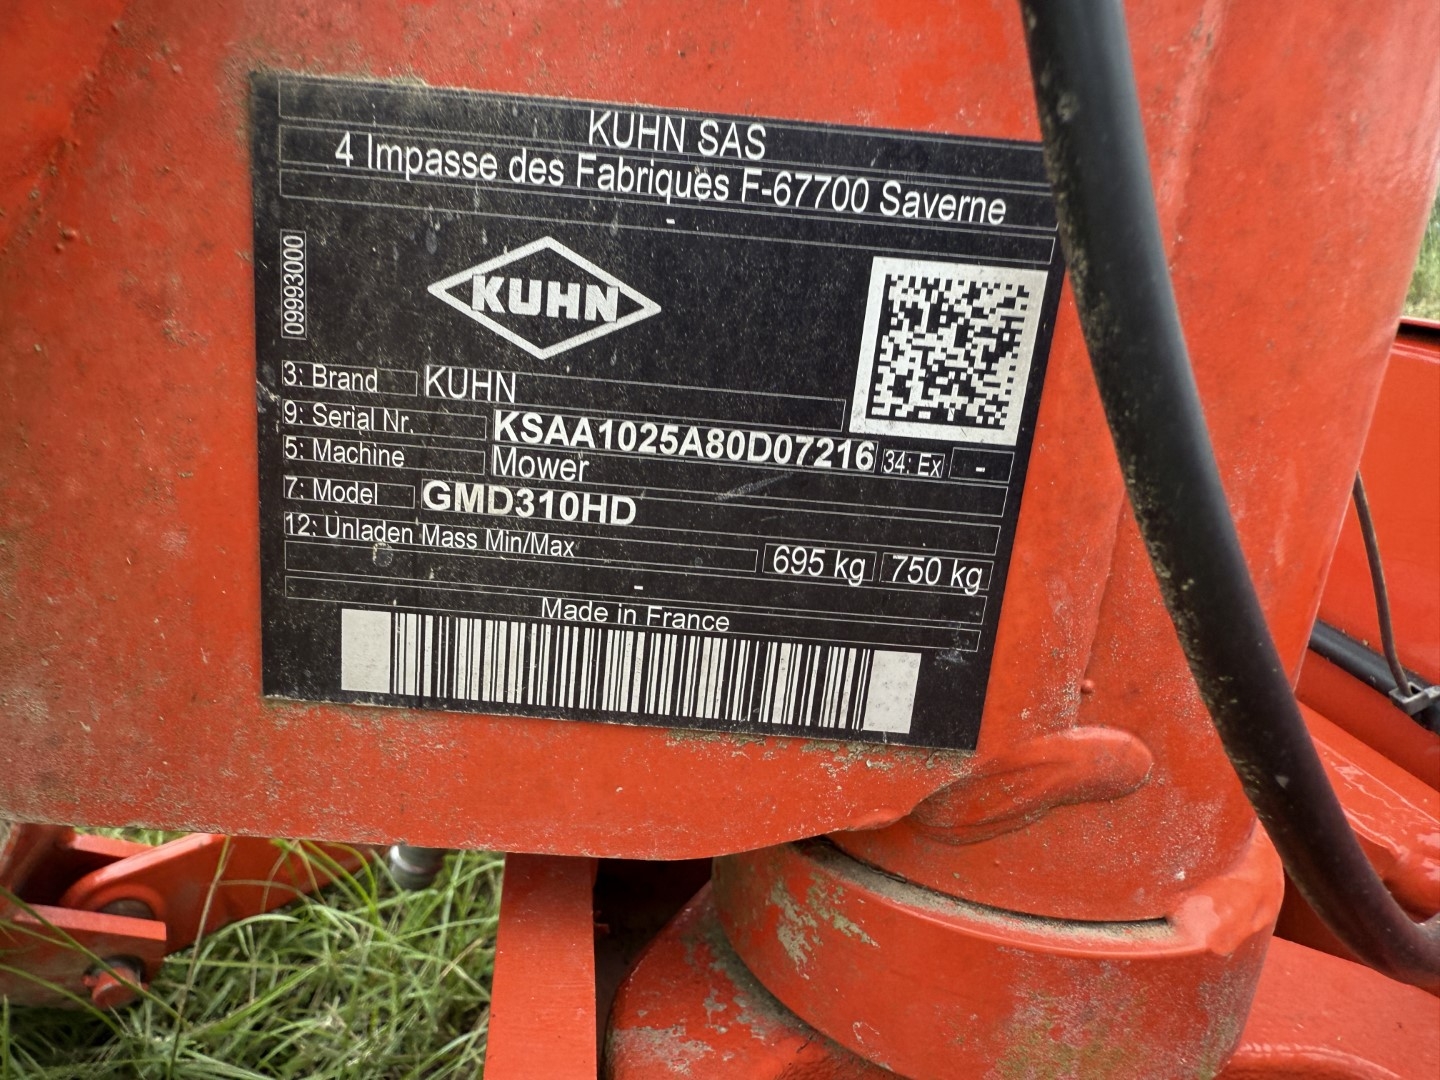 KUHN SAS
4 Impasse des Fabriques F-67700 Saverne
-
09993000
KUHN
3: Brand KUHN
9: Serial Nr. KSAA1025A80D07216 34: Ex -
5: Machine Mower
7: Model GMD310HD
12: Unladen Mass Min/Max 695 kg 750 kg
-
Made in France